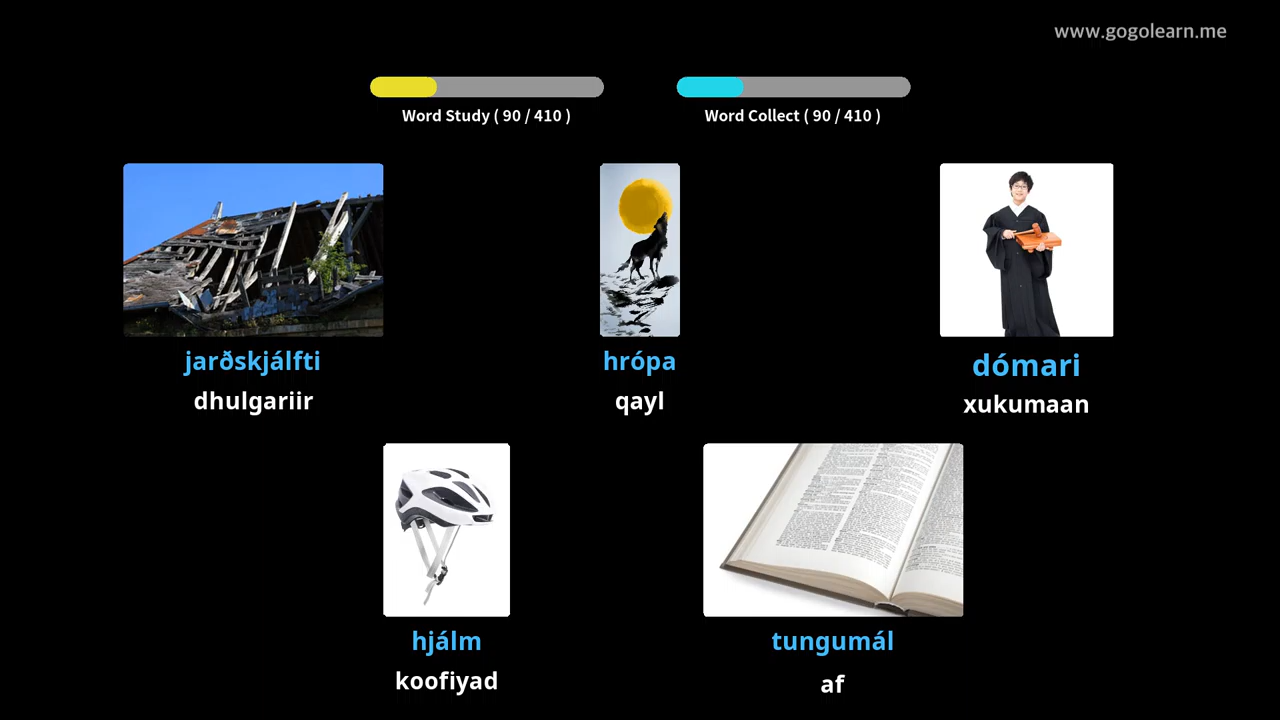 www.gogolearn.me
Word Study ( 90 / 410 )
Word Collect ( 90 / 410 )
jarðskjálfti
dhulgariir
hrópa
qayl
dómari
xukumaan
hjálm
koofiyad
tungumál
af